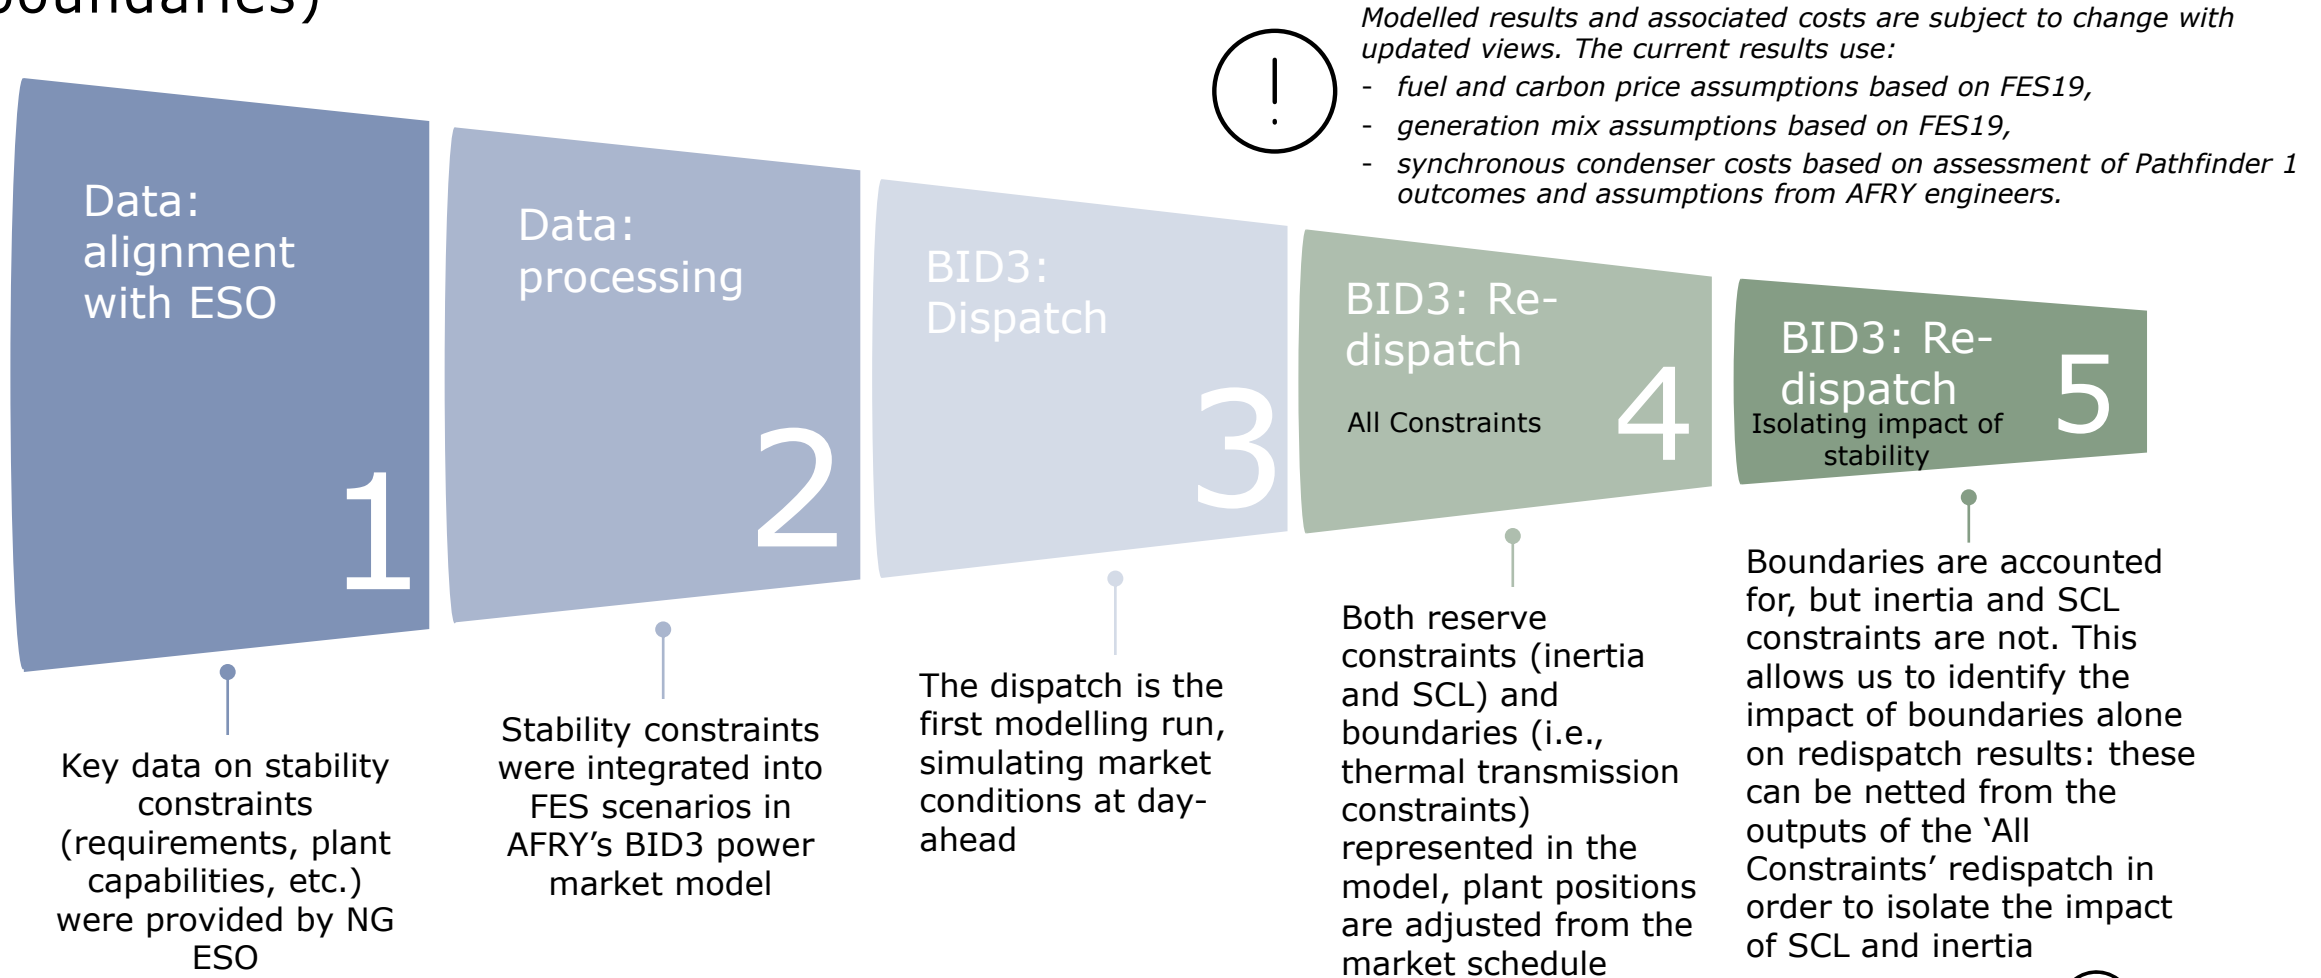 boundaries)
Modelled results and associated costs are subject to change with
updated views. The current results use:
- fuel and carbon price assumptions based on FES19,
- generation mix assumptions based on FES19,
- synchronous condenser costs based on assessment of Pathfinder 1
outcomes and assumptions from AFRY engineers.
Data:
alignment
with ESO
1
Key data on stability
constraints
(requirements, plant
capabilities, etc.)
were provided by NG
ESO
Data:
processing
2
Stability constraints
were integrated into
FES scenarios in
AFRY’s BID3 power
market model
BID3:
Dispatch
3
The dispatch is the
first modelling run,
simulating market
conditions at day-
ahead
BID3: Re-
dispatch
All Constraints
4
Both reserve
constraints (inertia
and SCL) and
boundaries (i.e.,
thermal transmission
constraints)
represented in the
model, plant positions
are adjusted from the
market schedule
BID3: Re-
dispatch
Isolating impact of
stability
5
Boundaries are accounted
for, but inertia and SCL
constraints are not. This
allows us to identify the
impact of boundaries alone
on redispatch results: these
can be netted from the
outputs of the ‘All
Constraints’ redispatch in
order to isolate the impact
of SCL and inertia